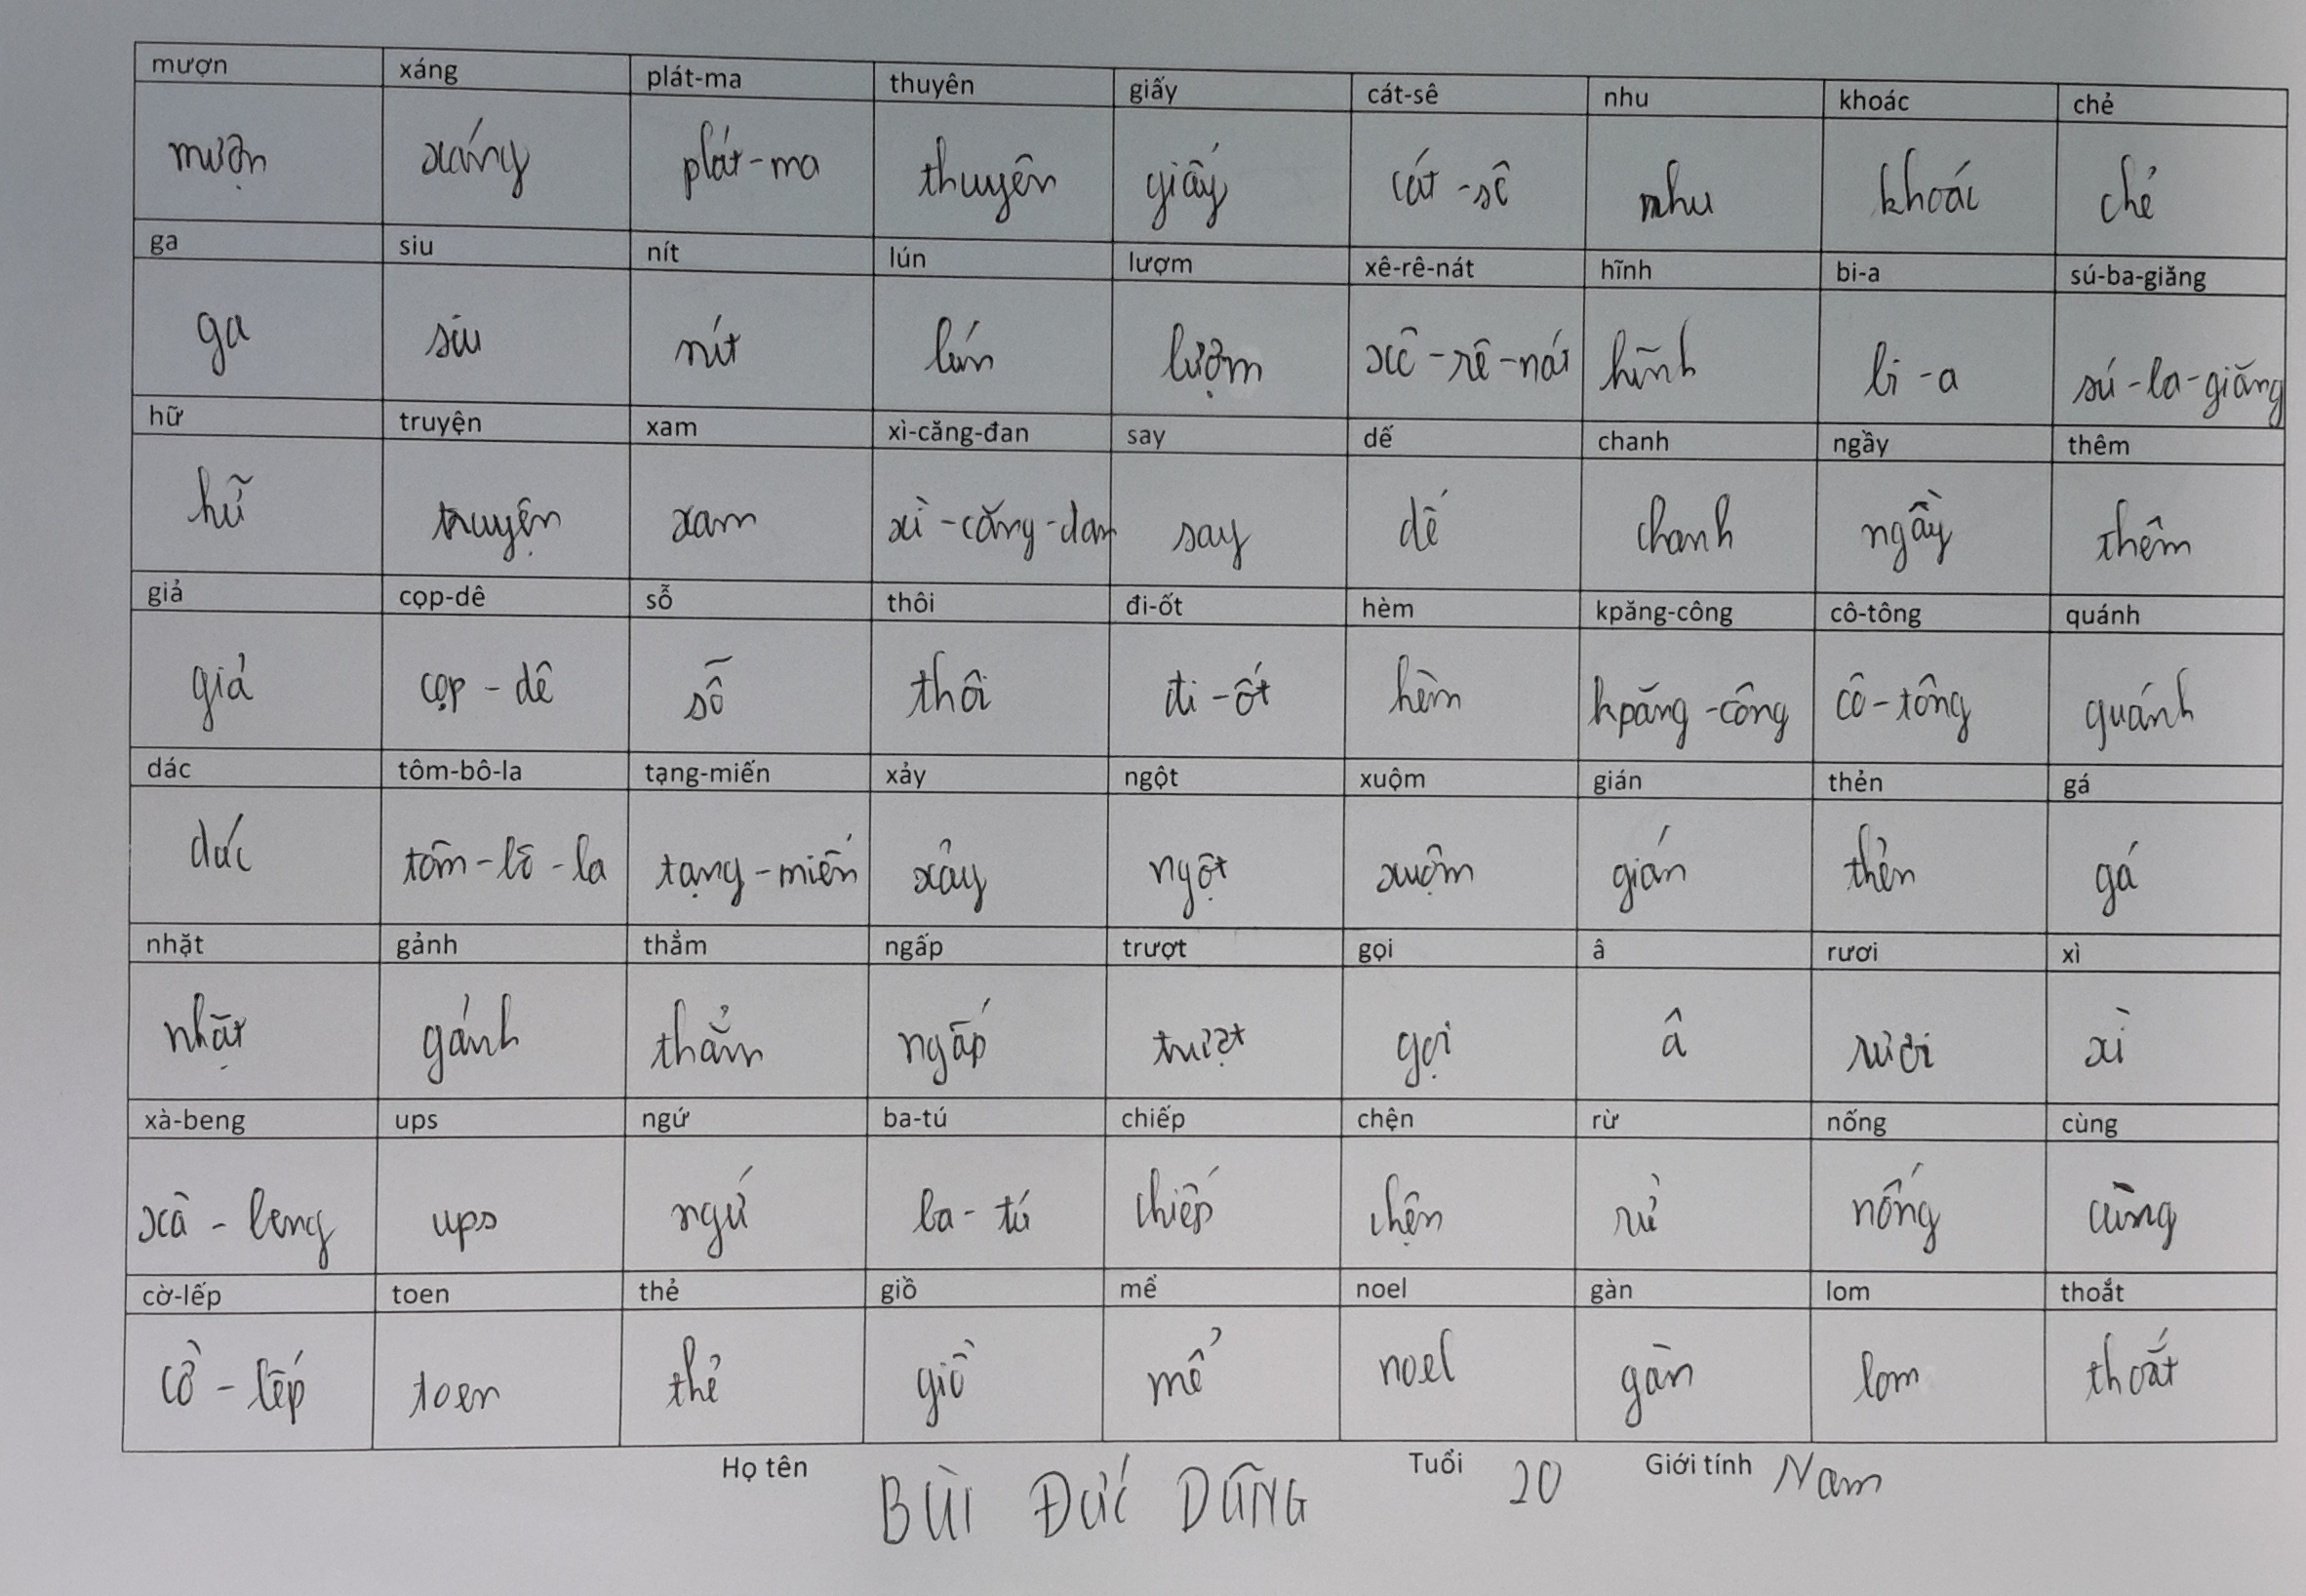 mượn xáng plát-ma thuyên giấy cát-sê nhu khoác chẻ
mượn xáng plát-ma thuyên giấy cát-sê nhu khoác chẻ
ga siu nít lún lượm xê-rê-nát hĩnh bi-a sú-ba-giăng
ga siu nít lún lượm xê-rê-nát hĩnh bi-a sú-ba-giăng
hữ truyện xam xì-căng-đan say dế chanh ngầy thêm
hữ truyện xam xì-căng-đan say dế chanh ngầy thêm
giả cọp-dê sỗ thôi đi-ốt hèm kpăng-công cô-tông quánh
giả cọp-dê sỗ thôi đi-ốt hèm kpăng-công cô-tông quánh
dác tôm-bô-la tạng-miến xảy ngột xuộm gián thẻn gá
dác tôm-bô-la tạng-miến xảy ngột xuộm gián thẻn gá
nhặt gảnh thẳm ngấp trượt gọi â rươi xì
nhặt gảnh thẳm ngấp trượt gọi â rươi xì
xà-beng ups ngứ ba-tú chiếp chện rừ nống cùng
xà-beng ups ngứ ba-tú chiếp chện rừ nống cùng
cờ-lếp toen thẻ giồ mể noel gàn lom thoắt
cờ-lếp toen thẻ giồ mể noel gàn lom thoắt
Họ tên BÙI ĐỨC DŨNG Tuổi 20 Giới tính Nam